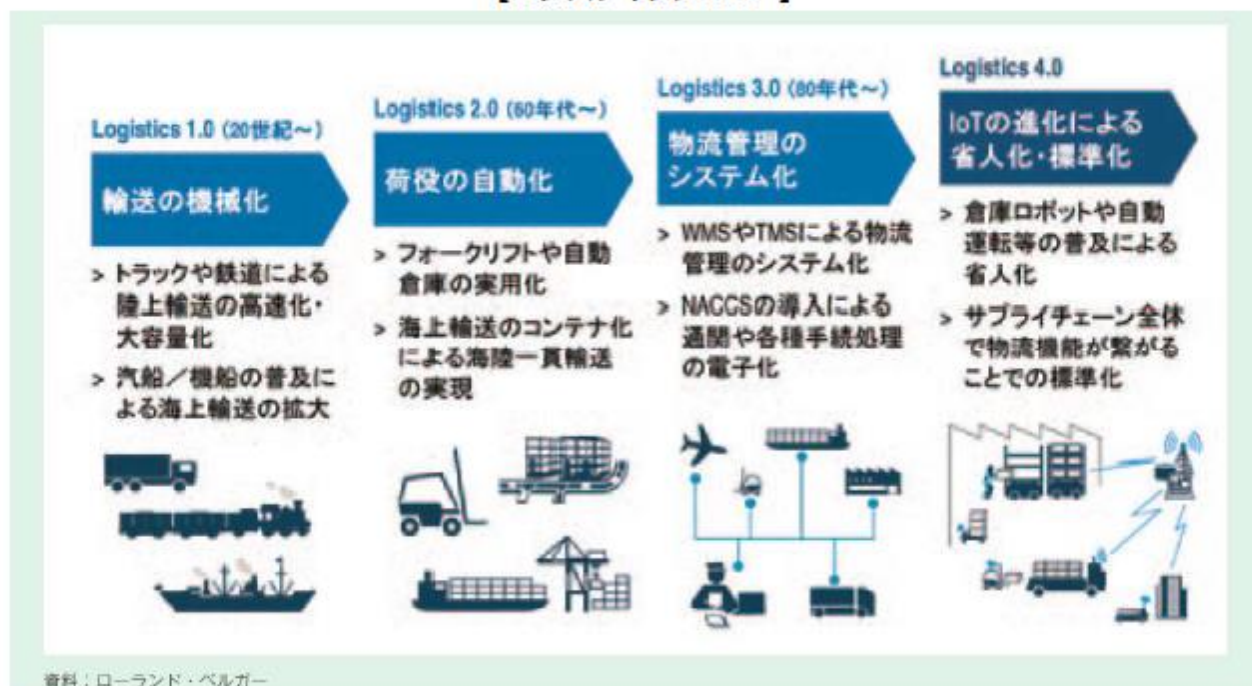 Logistics 1.0 (20世紀～)
輸送の機械化
> トラックや鉄道による
陸上輸送の高速化・
大容量化
> 汽船／機船の普及に
よる海上輸送の拡大
Logistics 2.0 (60年代～)
荷役の自動化
> フォークリフトや自動
倉庫の実用化
> 海上輸送のコンテナ化
による海陸一貫輸送
の実現
Logistics 3.0 (80年代～)
物流管理の
システム化
> WMSやTMSによる物流
管理のシステム化
> NACCSの導入による
通関や各種手続処理
の電子化
Logistics 4.0
IoTの進化による
省人化・標準化
> 倉庫ロボットや自動
運転等の普及による
省人化
> サプライチェーン全体
で物流機能が繋がる
ことでの標準化
資料：ローランド・ベルガー